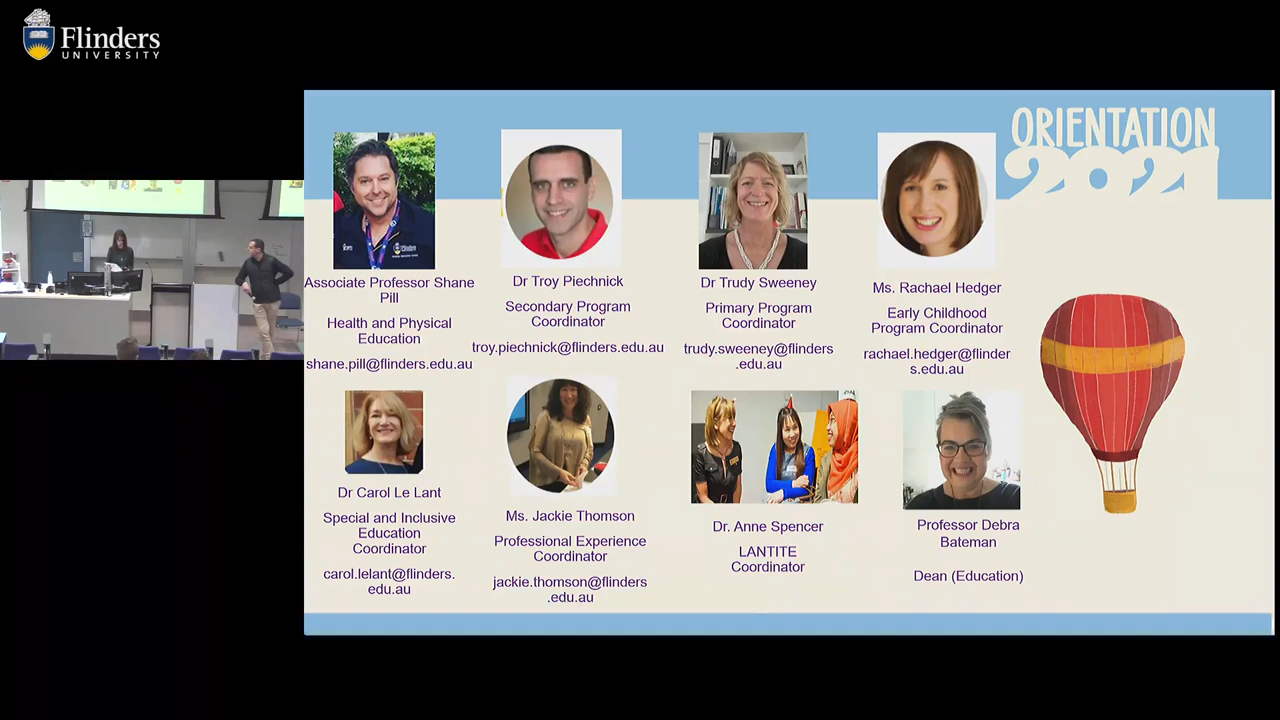 Flinders
UNIVERSITY
ORIENTATION
2021
Associate Professor Shane
Pill
Health and Physical
Education
shane.pill@flinders.edu.au
Dr Troy Piechnick
Secondary Program
Coordinator
troy.piechnick@flinders.edu.au
Dr Trudy Sweeney
Primary Program
Coordinator
trudy.sweeney@flinders
.edu.au
Ms. Rachael Hedger
Early Childhood
Program Coordinator
rachael.hedger@flinder
s.edu.au
Dr Carol Le Lant
Special and Inclusive
Education
Coordinator
carol.lelant@flinders.
edu.au
Ms. Jackie Thomson
Professional Experience
Coordinator
jackie.thomson@flinders
.edu.au
Dr. Anne Spencer
LANTITE
Coordinator
Professor Debra
Bateman
Dean (Education)